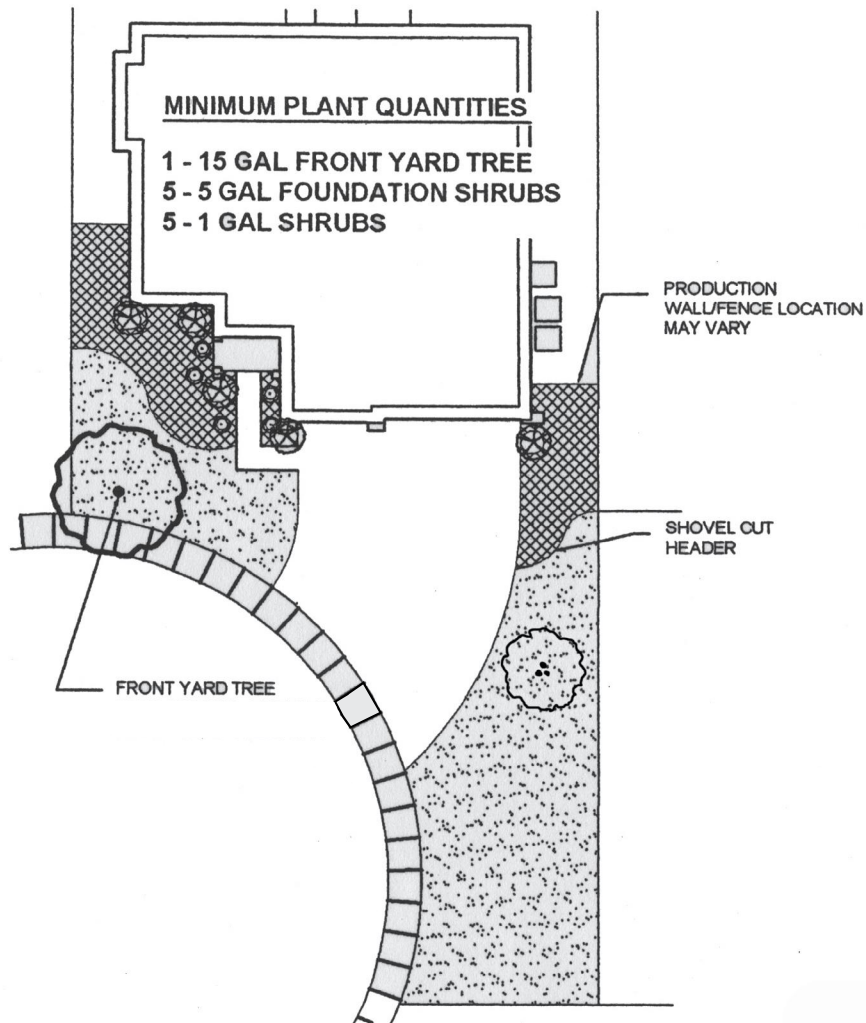 MINIMUM PLANT QUANTITIES
1 - 15 GAL FRONT YARD TREE
5 - 5 GAL FOUNDATION SHRUBS
5 - 1 GAL SHRUBS
PRODUCTION
WALL/FENCE LOCATION
MAY VARY
SHOVEL CUT
HEADER
FRONT YARD TREE